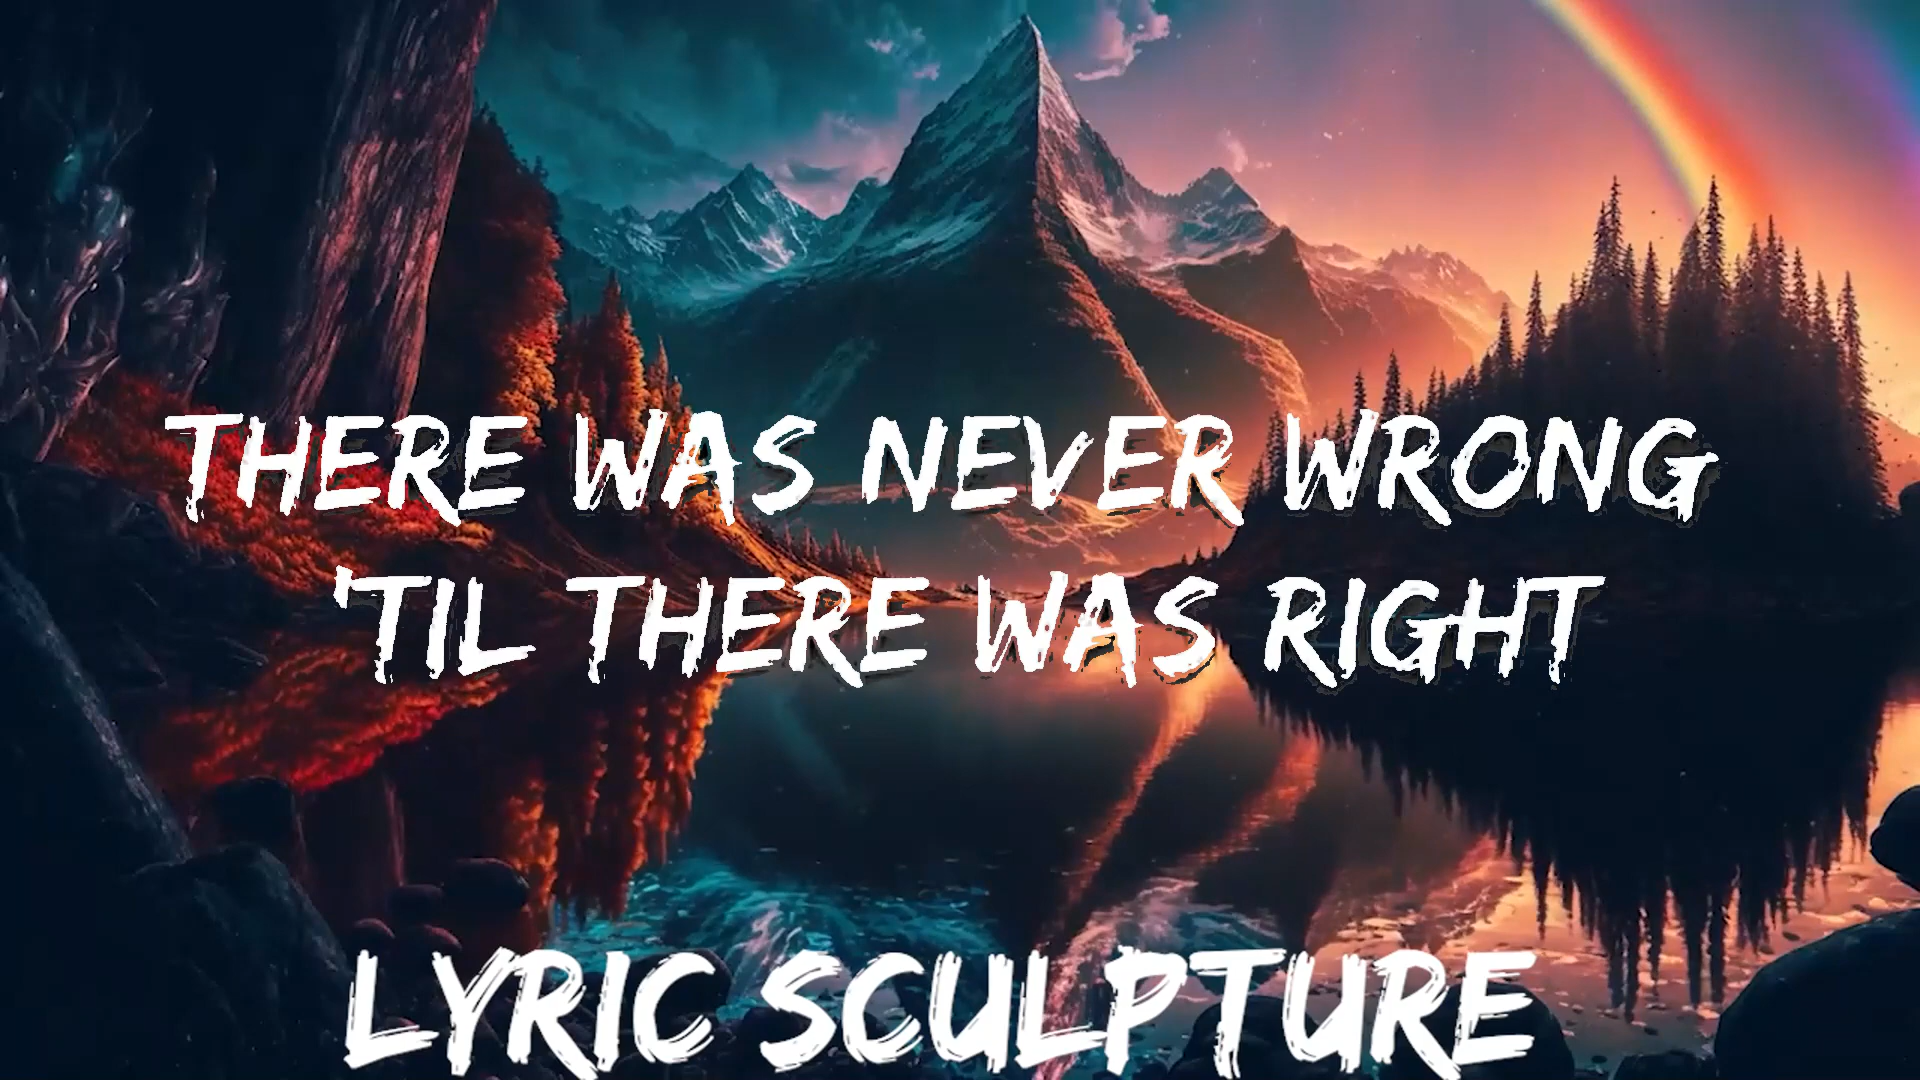 THERE WAS NEVER WRONG
'TIL THERE WAS RIGHT
LYRIC SCULPTURE